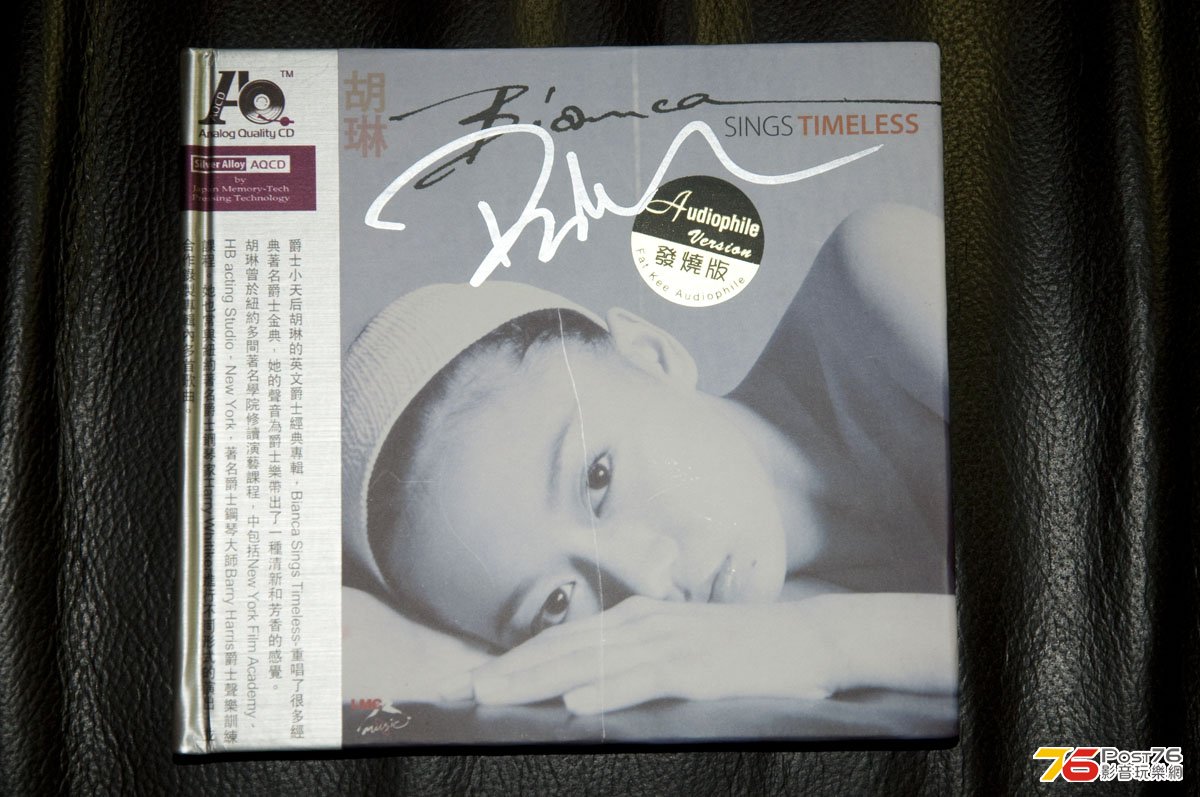 AQ™
AQCD
Analog Quality CD
Silver Alloy AQCD
by
Japan Memory-Tech
Pressing Technology
爵士小天后胡琳的英文爵士經典專輯，Bianca Sings Timeless-重唱了很多經
典著名爵士金典，她的聲音為爵士樂帶出了一種清新和芳香的感覺。
胡琳曾於紐約多間著名學院修讀演藝課程，中包括New York Film Academy，
HB acting Studio，New York，著名爵士鋼琴大師Barry Harris爵士聲樂訓練
胡琳
Bianca
SINGS TIMELESS
Audiophile
Version
發燒版
Fat Kee Audiophile
LMC
music
76 Post76
影音玩樂網